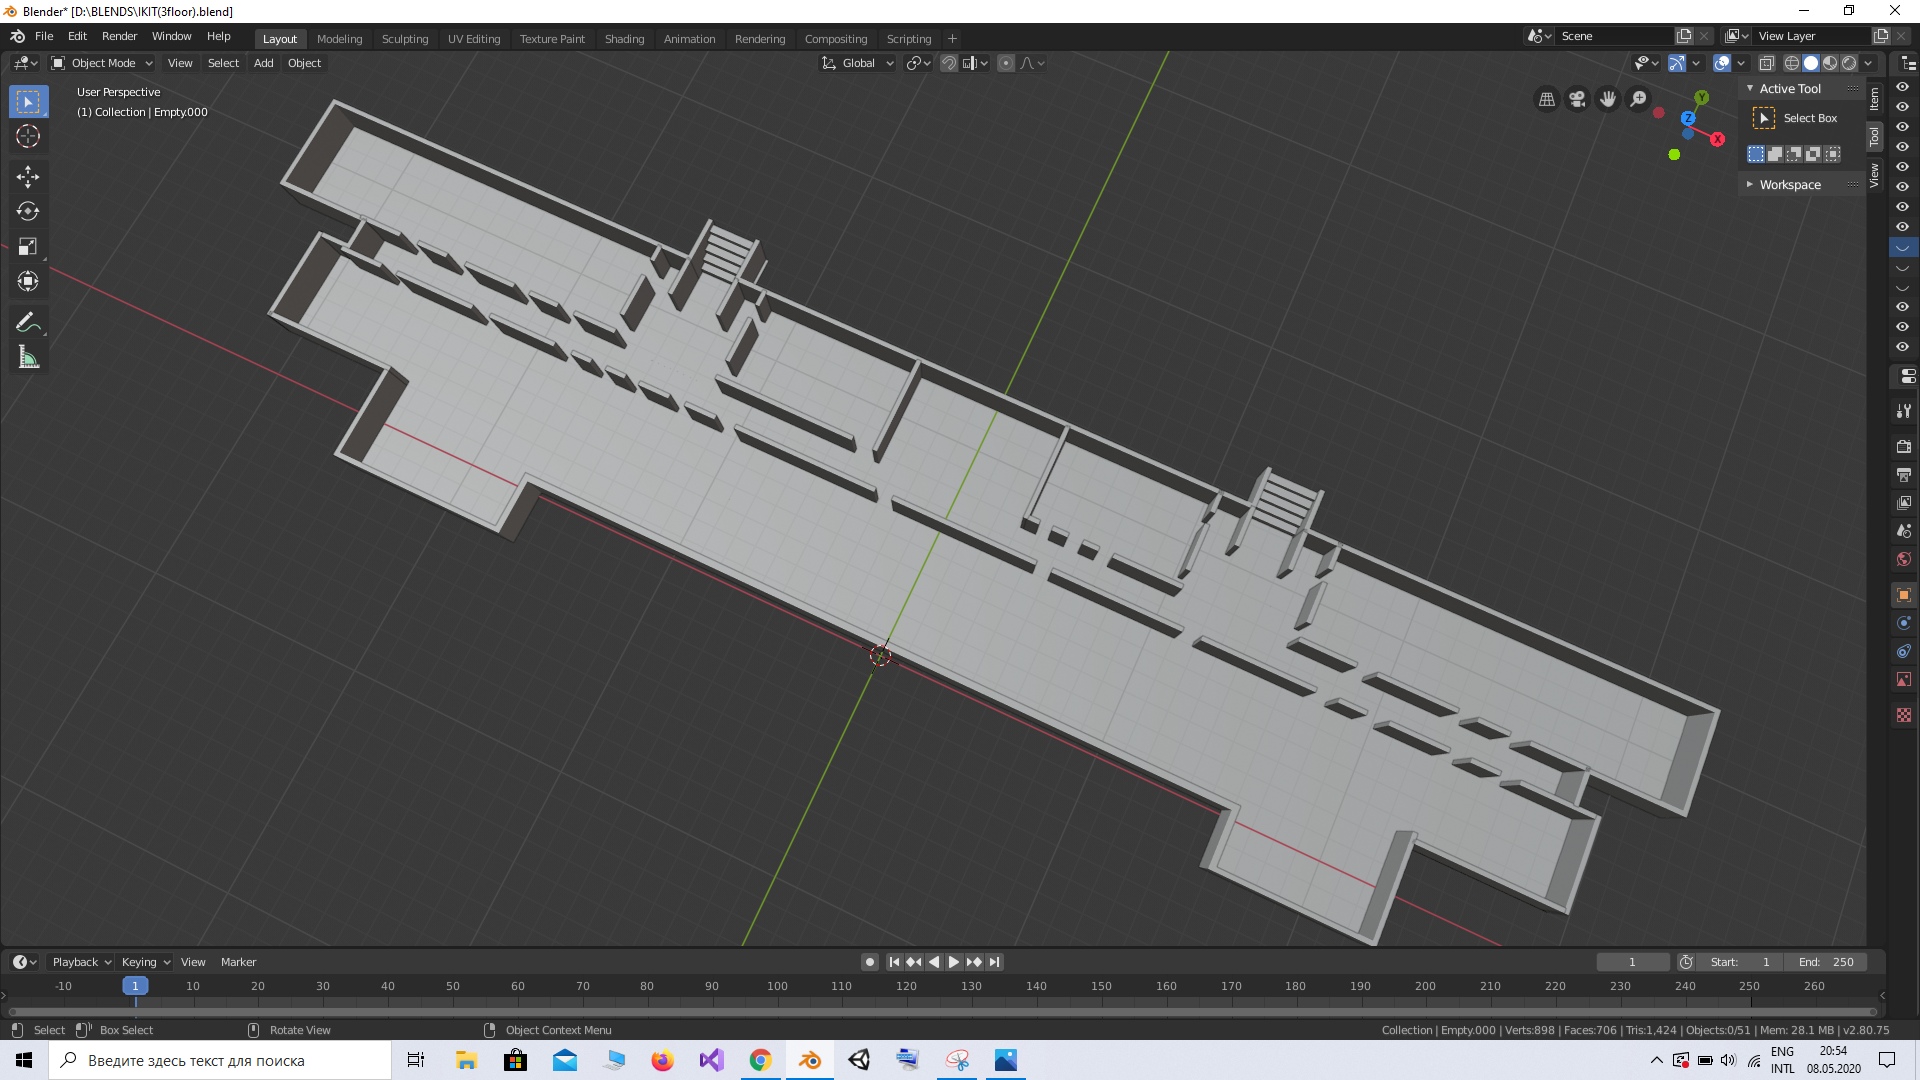 Blender* [D:\BLENDS\IKIT(3floor).blend]
File Edit Render Window Help
Layout Modeling Sculpting UV Editing Texture Paint Shading Animation Rendering Compositing Scripting +
Scene
View Layer
Object Mode View Select Add Object
Global
User Perspective
(1) Collection | Empty.000
Y
Z
X
Active Tool
Select Box
Workspace
Item
Tool
View
Playback Keying View Marker
1
Start: 1
End: 250
-10 1 10 20 30 40 50 60 70 80 90 100 110 120 130 140 150 160 170 180 190 200 210 220 230 240 250 260
Select Box Select Rotate View Object Context Menu
Collection | Empty.000 | Verts:898 | Faces:706 | Tris:1,424 | Objects:0/51 | Mem: 28.1 MB | v2.80.75
Введите здесь текст для поиска
ENG
INTL
20:54
08.05.2020